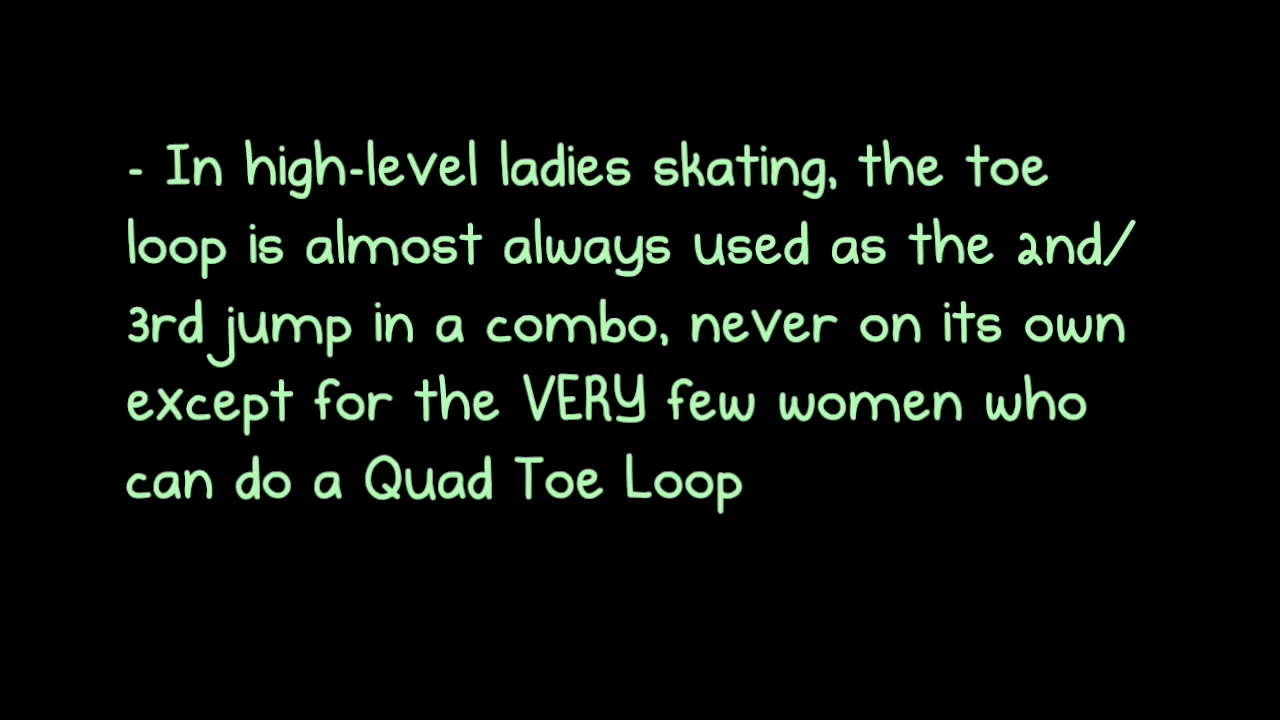 - In high-level ladies skating, the toe
loop is almost always used as the 2nd/
3rd jump in a combo, never on its own
except for the VERY few women who
can do a Quad Toe Loop